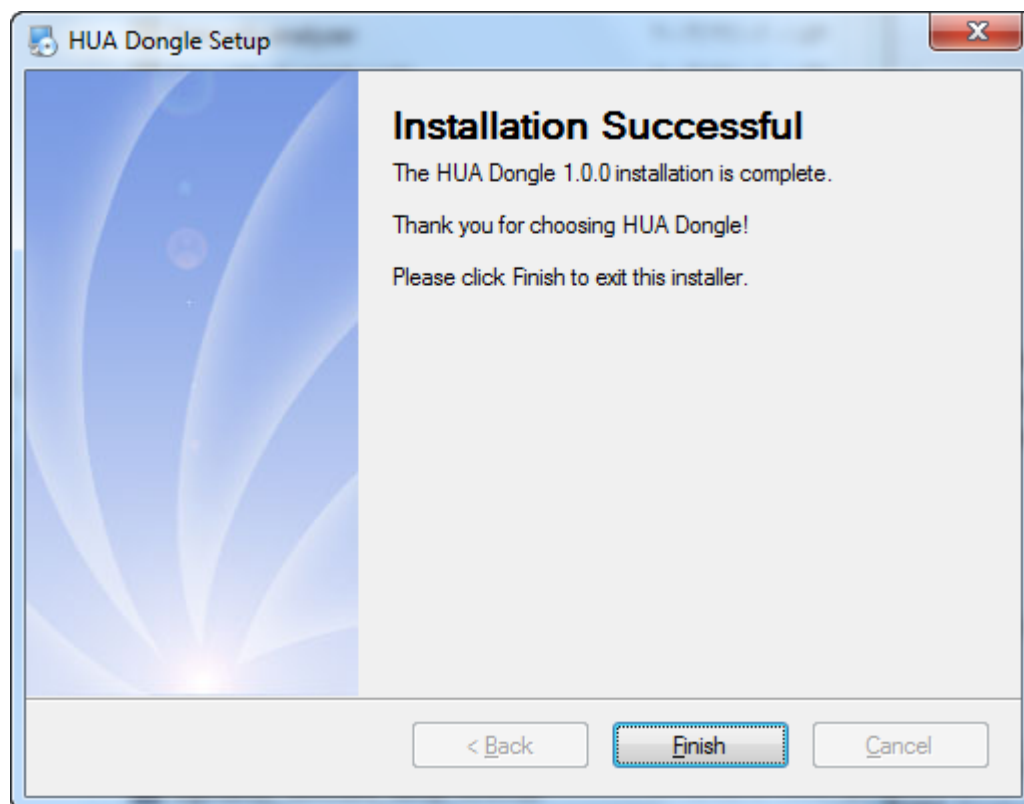 HUA Dongle Setup
Installation Successful
The HUA Dongle 1.0.0 installation is complete.
Thank you for choosing HUA Dongle!
Please click Finish to exit this installer.
< Back
Finish
Cancel